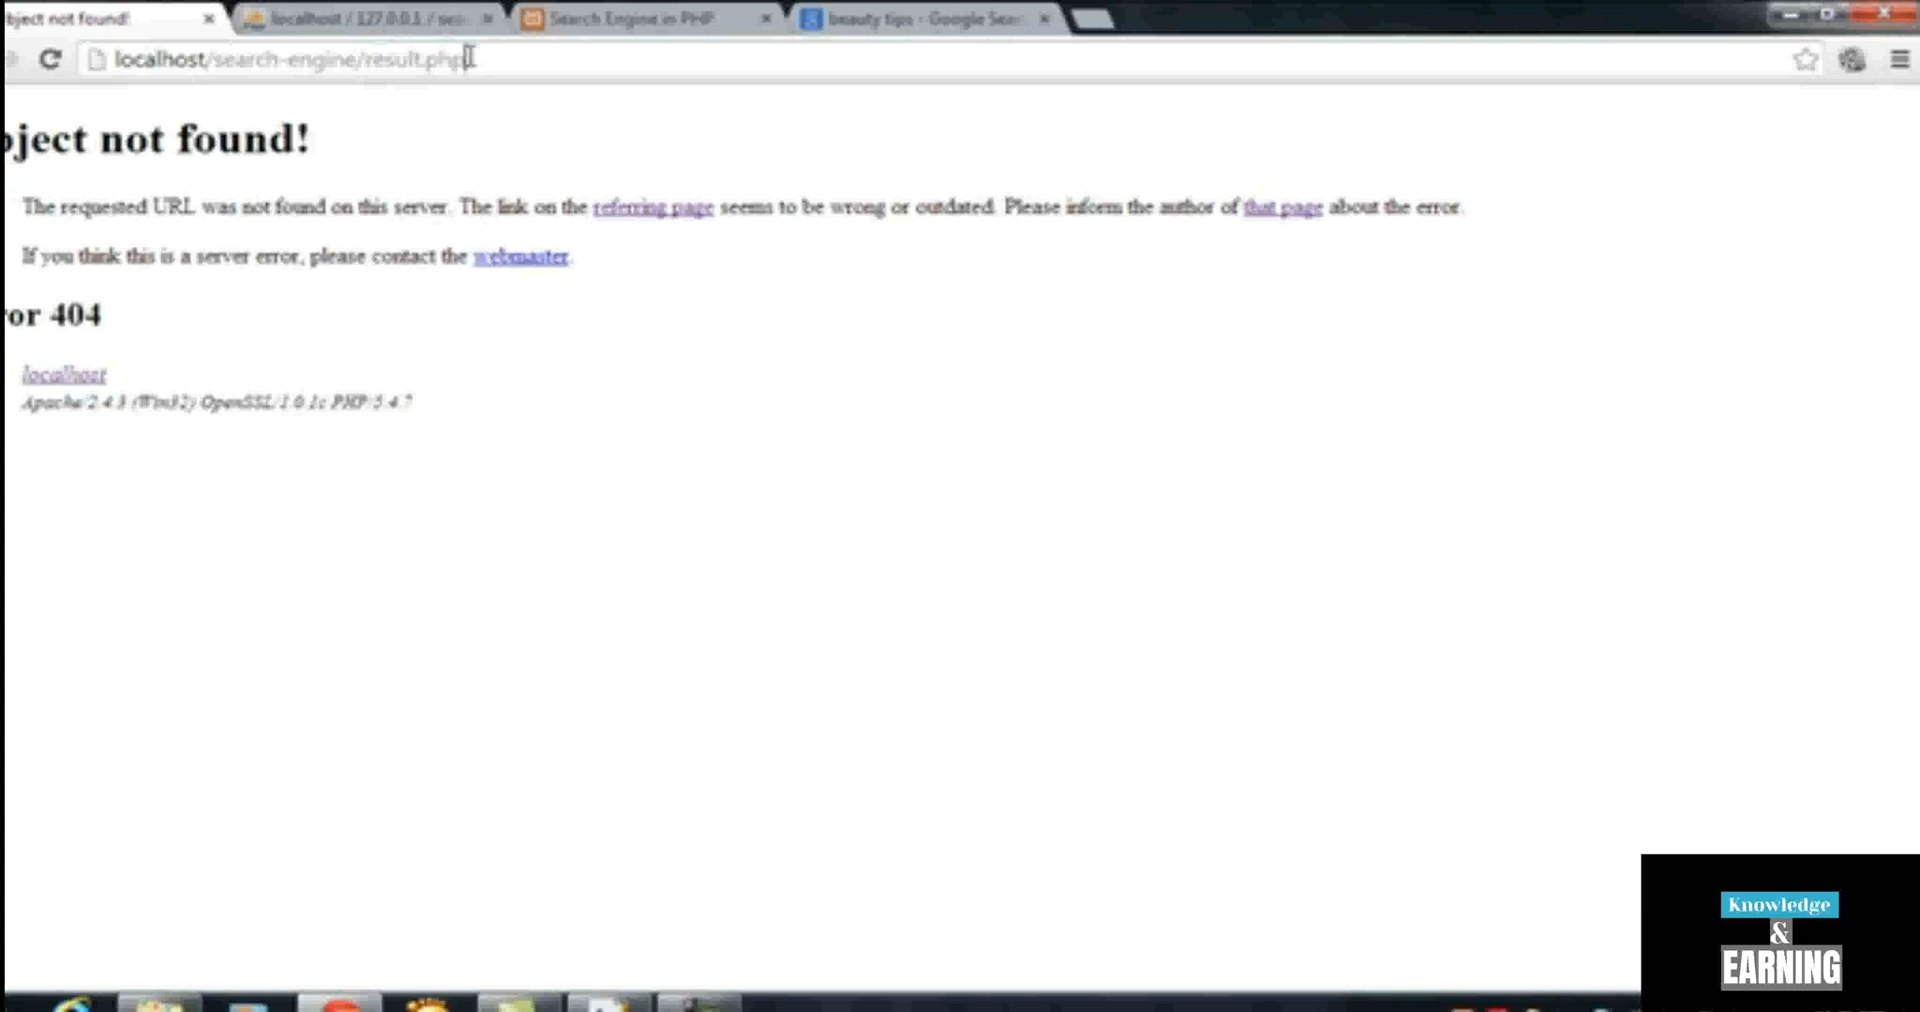 bject not found!
localhost / 127.0.0.1 / sea
Search Engine in PHP
beauty tips - Google Sear
localhost/search-engine/result.php
bject not found!
The requested URL was not found on this server. The link on the referring page seems to be wrong or outdated. Please inform the author of that page about the error.
If you think this is a server error, please contact the webmaster.
ror 404
localhost
Apache/2.4.3 (Win32) OpenSSL/1.0.1c PHP/5.4.7
Knowledge
&
EARNING